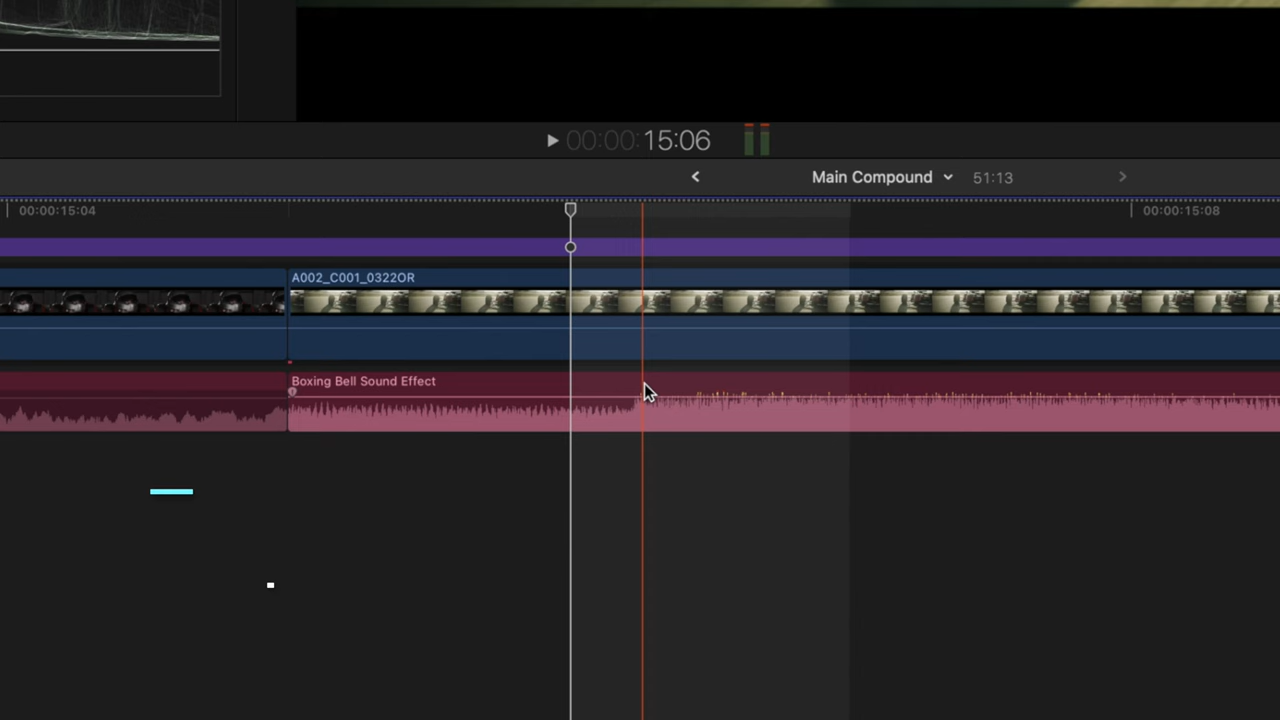 00:00:15:06
Main Compound 51:13
00:00:15:04 00:00:15:08
A002_C001_0322OR
Boxing Bell Sound Effect